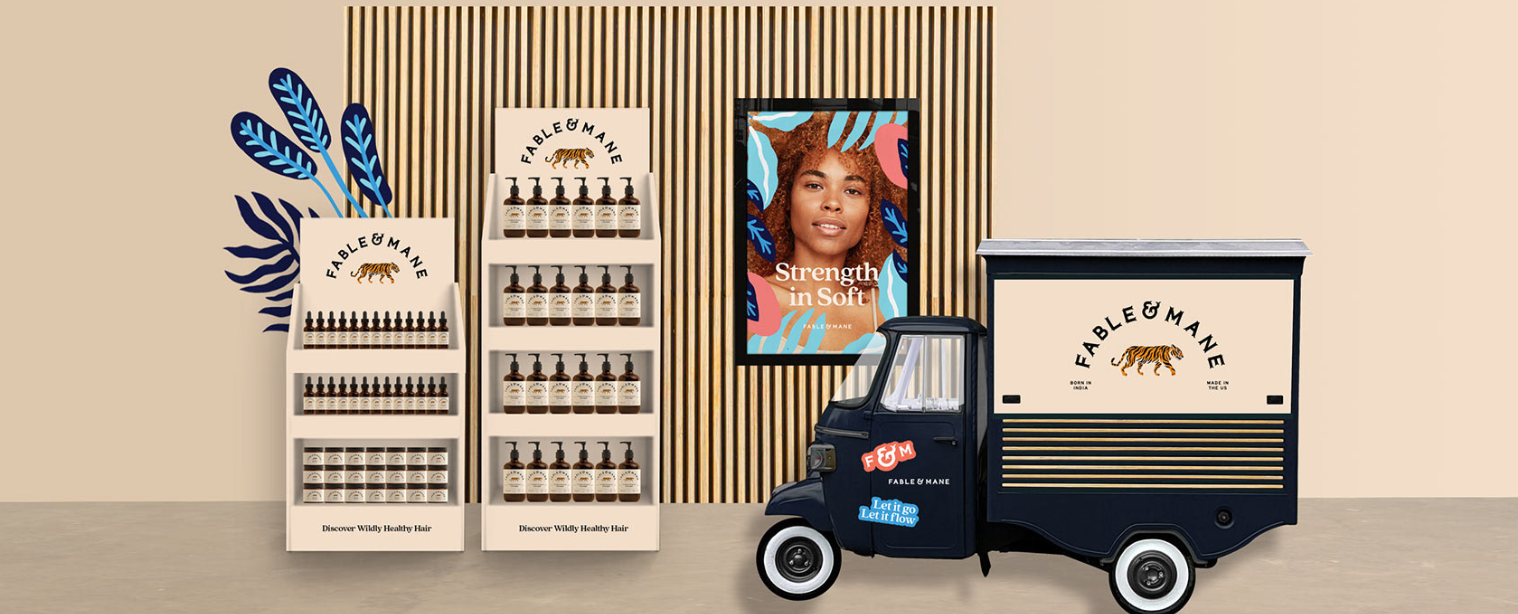 FABLE & MANE
Discover Wildly Healthy Hair
FABLE & MANE
Discover Wildly Healthy Hair
Strength
in Soft
FABLE & MANE
F&M
FABLE & MANE
Let it go
Let it flow
FABLE & MANE
BORN IN
INDIA
MADE IN
THE US